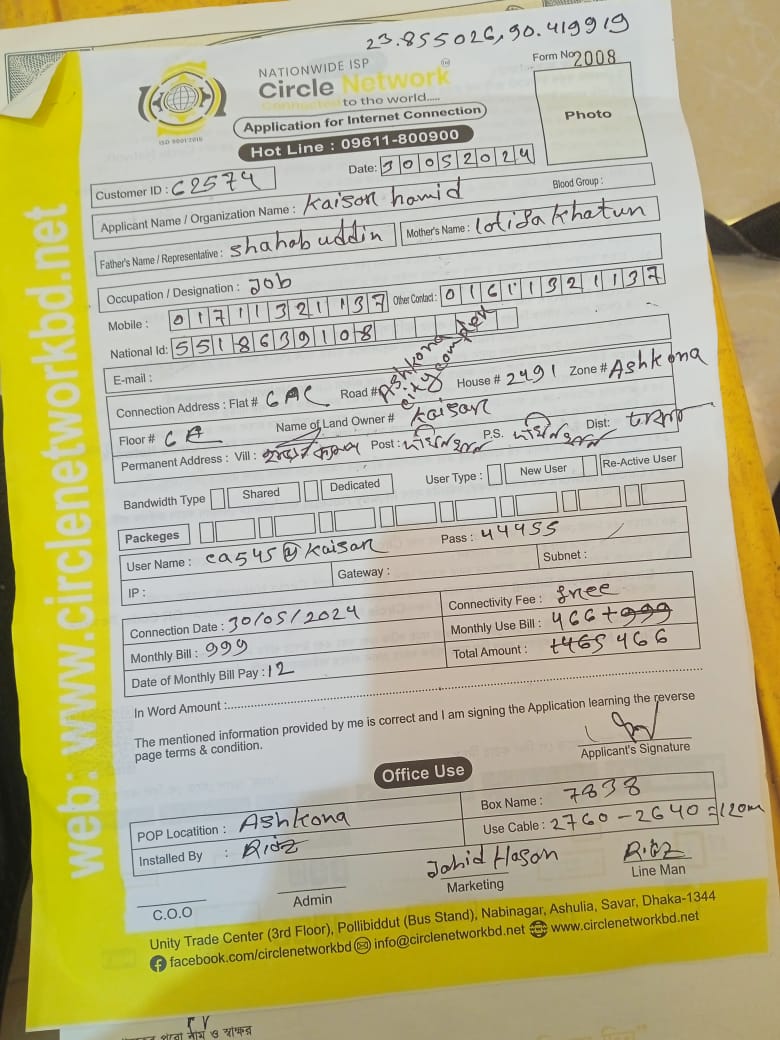 23.855026,90.419919
NATIONWIDE ISP
Circle Network
Connected to the world.....
ISO 9001:2015
Form No 2008
Application for Internet Connection
Hot Line : 09611-800900
Photo
Customer ID : C2574
Date: 30052024
Applicant Name / Organization Name : Kaisar hamid
Blood Group :
Father's Name / Representative : shahab uddin Mother's Name : lotifa khatun
Occupation / Designation : Job
Mobile : 01711321137 Other Contact : 01611321137
National Id: 5518639108
E-mail :
Connection Address : Flat # 6AC Road # Ashkona city complex House # 2491 Zone # Ashkona
Floor # 6A Name of Land Owner # Kaisar
Permanent Address : Vill : Post : P.S. Dist:
Bandwidth Type Shared Dedicated User Type : New User Re-Active User
Packeges
User Name : ca545@kaisar Pass : 44455
IP : Gateway : Subnet :
Connection Date : 30/05/2024 Connectivity Fee : free
Monthly Bill : 999 Monthly Use Bill : 466+999
Date of Monthly Bill Pay : 12 Total Amount : 1465 466
In Word Amount :
The mentioned information provided by me is correct and I am signing the Application learning the reverse
page terms & condition.
Applicant's Signature
Office Use
POP Locatition : Ashkona Box Name : 7838
Installed By : Riaz Use Cable : 2760-2640=120m
Jahid Hasan Riaz
C.O.O Admin Marketing Line Man
Unity Trade Center (3rd Floor), Pollibiddut (Bus Stand), Nabinagar, Ashulia, Savar, Dhaka-1344
facebook.com/circlenetworkbd info@circlenetworkbd.net www.circlenetworkbd.net
web: www.circlenetworkbd.net
নাম ও স্বাক্ষর